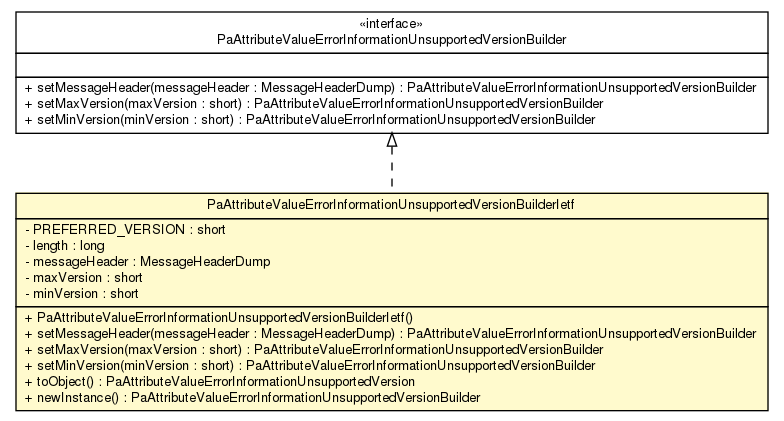 «interface»
PaAttributeValueErrorInformationUnsupportedVersionBuilder
+ setMessageHeader(messageHeader : MessageHeaderDump) : PaAttributeValueErrorInformationUnsupportedVersionBuilder
+ setMaxVersion(maxVersion : short) : PaAttributeValueErrorInformationUnsupportedVersionBuilder
+ setMinVersion(minVersion : short) : PaAttributeValueErrorInformationUnsupportedVersionBuilder
PaAttributeValueErrorInformationUnsupportedVersionBuilderIetf
- PREFERRED_VERSION : short
- length : long
- messageHeader : MessageHeaderDump
- maxVersion : short
- minVersion : short
+ PaAttributeValueErrorInformationUnsupportedVersionBuilderIetf()
+ setMessageHeader(messageHeader : MessageHeaderDump) : PaAttributeValueErrorInformationUnsupportedVersionBuilder
+ setMaxVersion(maxVersion : short) : PaAttributeValueErrorInformationUnsupportedVersionBuilder
+ setMinVersion(minVersion : short) : PaAttributeValueErrorInformationUnsupportedVersionBuilder
+ toObject() : PaAttributeValueErrorInformationUnsupportedVersion
+ newInstance() : PaAttributeValueErrorInformationUnsupportedVersionBuilder